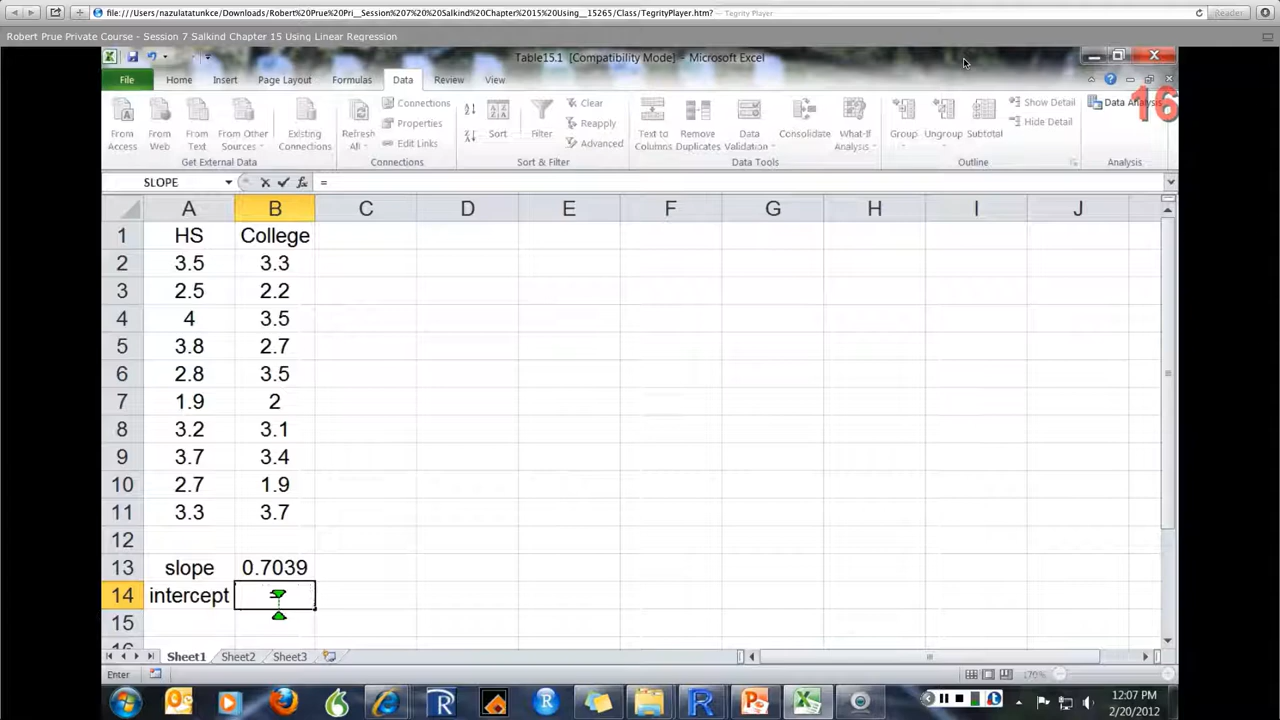 file:///Users/nazulatatunkce/Downloads/Robert%20Prue%20Pri__Session%207%20%20Salkind%20Chapter%2015%20Using__15265/Class/TegrityPlayer.htm? — Tegrity Player
Reader
Robert Prue Private Course - Session 7 Salkind Chapter 15 Using Linear Regression
Table15.1 [Compatibility Mode] - Microsoft Excel
File Home Insert Page Layout Formulas Data Review View
16
From Access
From Web
From Text
From Other Sources
Existing Connections
Get External Data
Refresh All
Connections
Properties
Edit Links
Connections
Sort
Filter
Clear
Reapply
Advanced
Sort & Filter
Text to Columns
Remove Duplicates
Data Validation
Consolidate
What-If Analysis
Data Tools
Group
Ungroup
Subtotal
Show Detail
Hide Detail
Outline
Data Analysis
Analysis
SLOPE =
A B C D E F G H I J
1 HS College
2 3.5 3.3
3 2.5 2.2
4 4 3.5
5 3.8 2.7
6 2.8 3.5
7 1.9 2
8 3.2 3.1
9 3.7 3.4
10 2.7 1.9
11 3.3 3.7
12
13 slope 0.7039
14 intercept =
15
16
Sheet1 Sheet2 Sheet3
Enter 170%
12:07 PM
2/20/2012